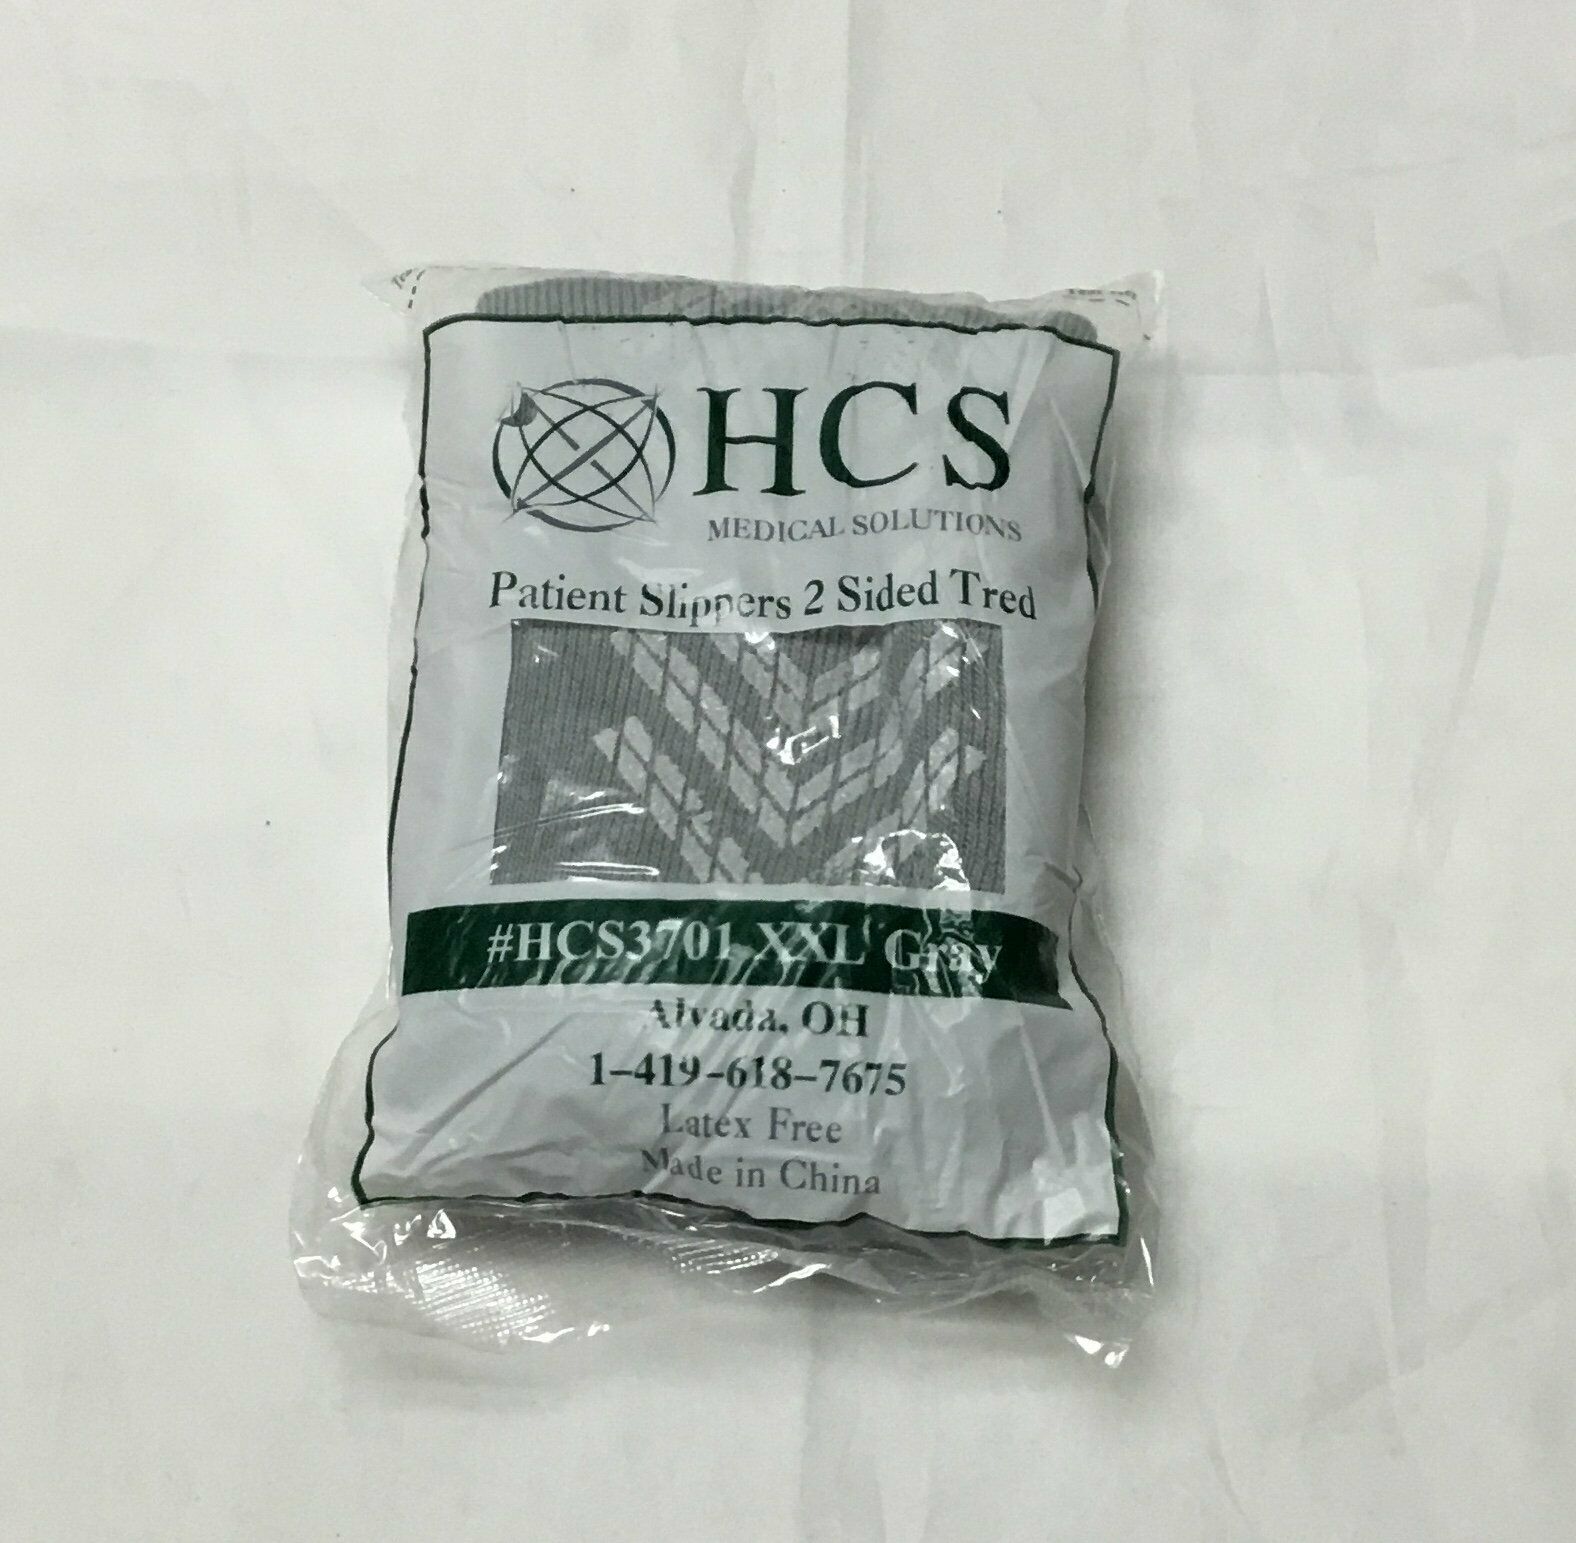 HCS
MEDICAL SOLUTIONS
Patient Slippers 2 Sided Tred
#HCS3701 XXL Gray
Alvada, OH
1-419-618-7675
Latex Free
Made in China